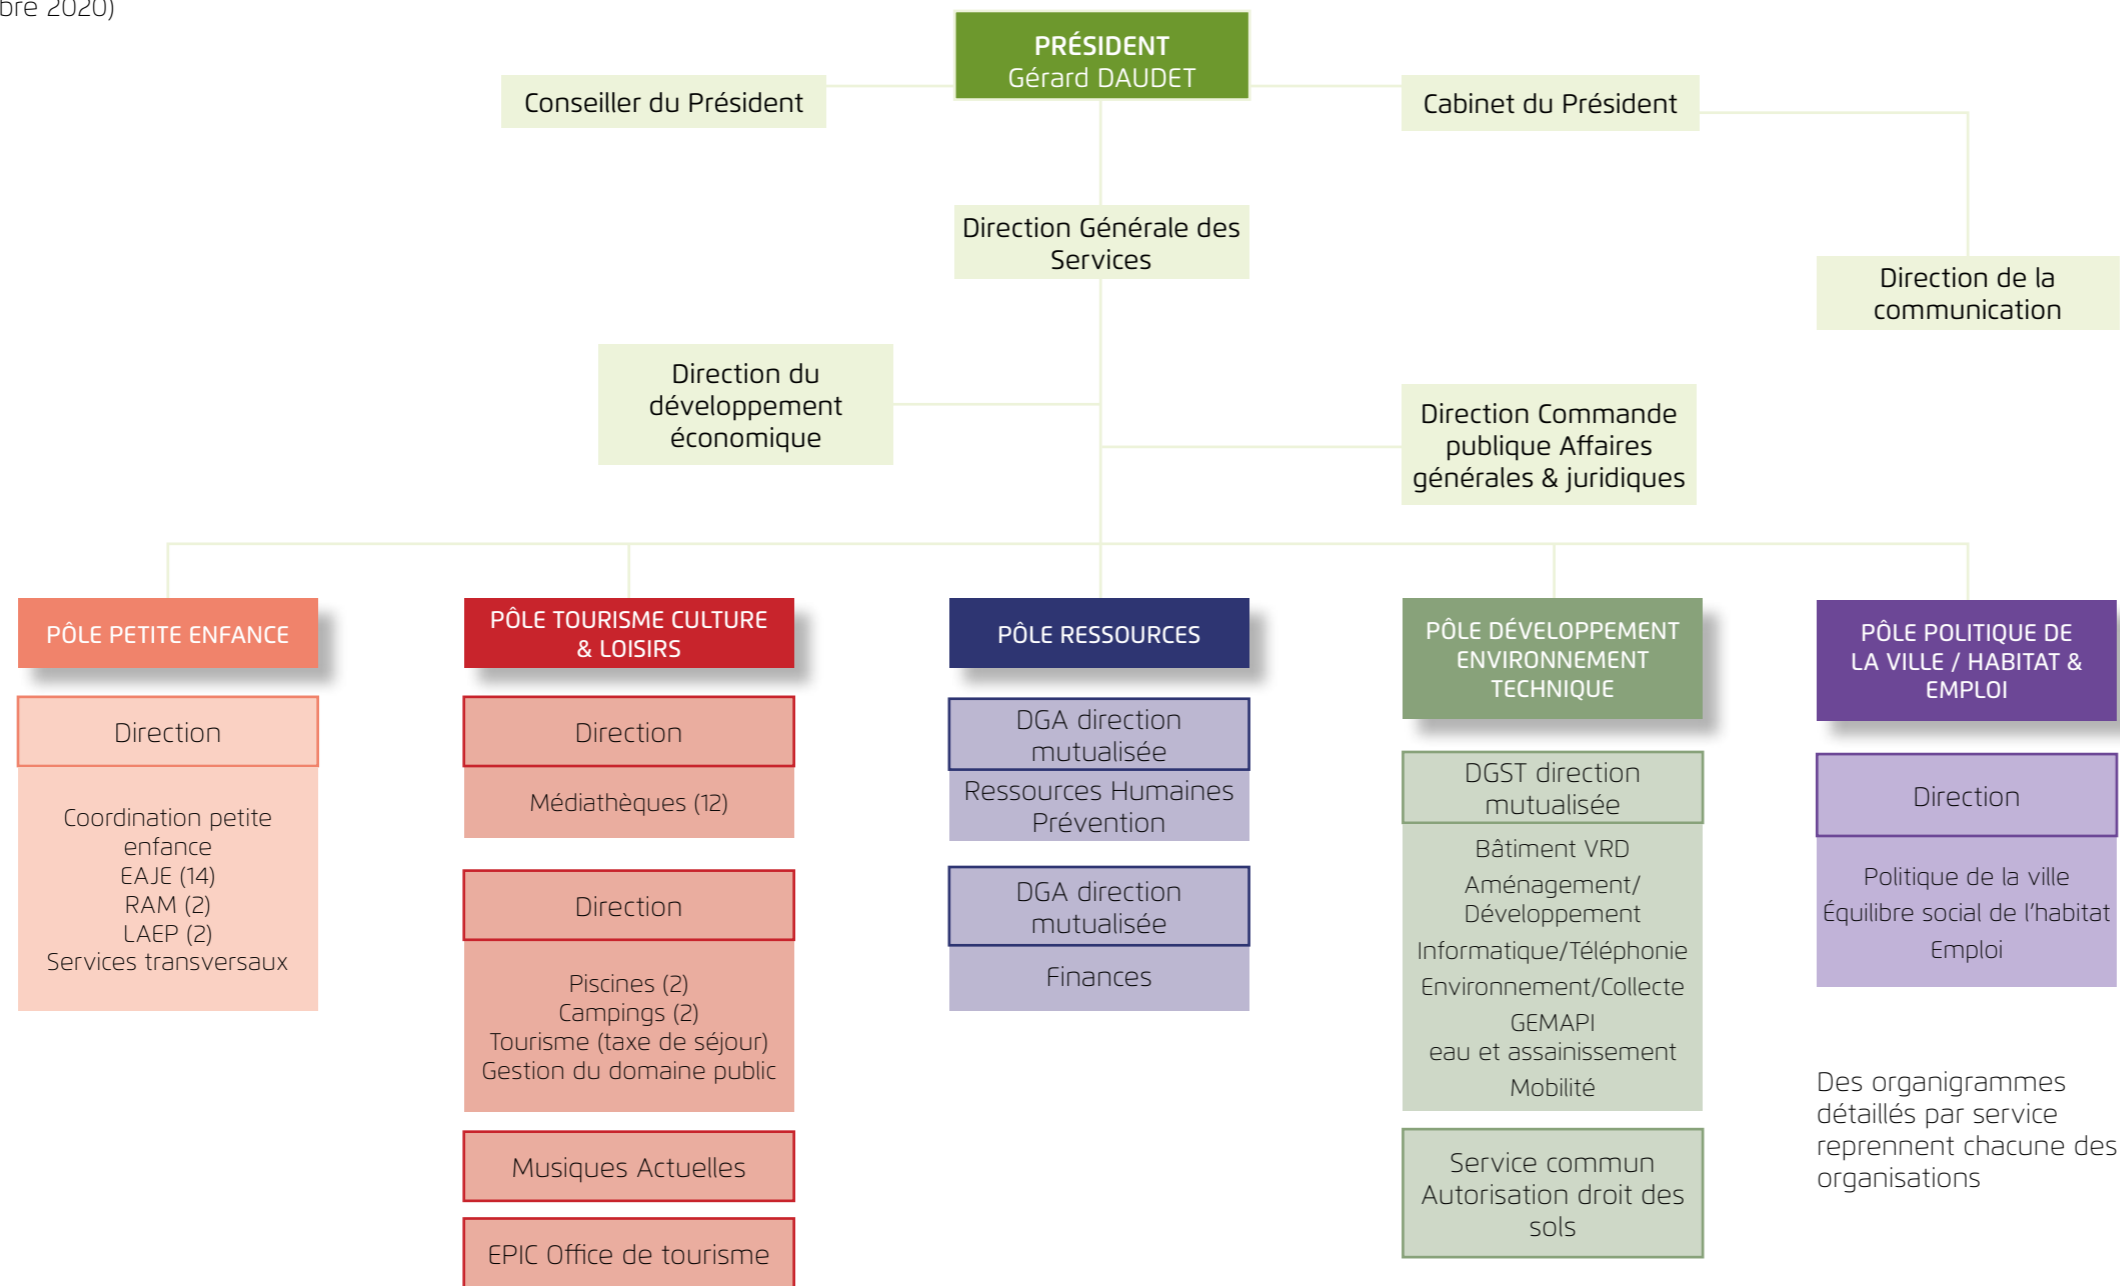 2020)
PRÉSIDENT
Gérard DAUDET
Conseiller du Président
Cabinet du Président
Direction Générale des
Services
Direction de la
communication
Direction du
développement
économique
Direction Commande
publique Affaires
générales & juridiques
PÔLE PETITE ENFANCE
Direction
Coordination petite
enfance
EAJE (14)
RAM (2)
LAEP (2)
Services transversaux
PÔLE TOURISME CULTURE
& LOISIRS
Direction
Médiathèques (12)
Direction
Piscines (2)
Campings (2)
Tourisme (taxe de séjour)
Gestion du domaine public
Musiques Actuelles
EPIC Office de tourisme
PÔLE RESSOURCES
DGA direction
mutualisée
Ressources Humaines
Prévention
DGA direction
mutualisée
Finances
PÔLE DÉVELOPPEMENT
ENVIRONNEMENT
TECHNIQUE
DGST direction
mutualisée
Bâtiment VRD
Aménagement/
Développement
Informatique/Téléphonie
Environnement/Collecte
GEMAPI
eau et assainissement
Mobilité
Service commun
Autorisation droit des
sols
PÔLE POLITIQUE DE
LA VILLE / HABITAT &
EMPLOI
Direction
Politique de la ville
Équilibre social de l'habitat
Emploi
Des organigrammes
détaillés par service
reprennent chacune des
organisations